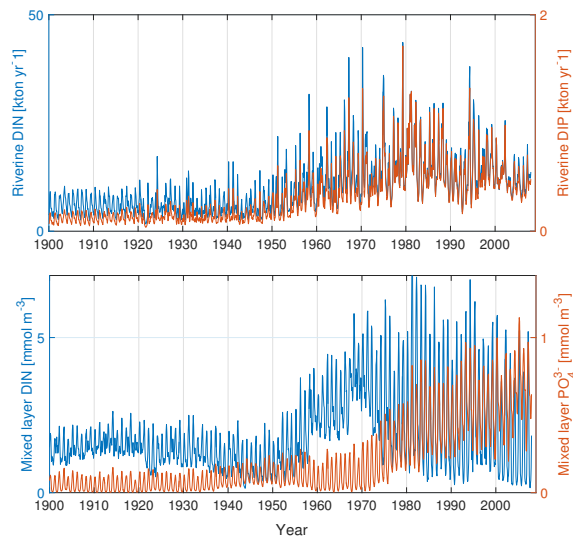 50
2
Riverine DIN [kton yr⁻1]
Riverine DIP [kton yr⁻1]
0
0
1900 1910 1920 1930 1940 1950 1960 1970 1980 1990 2000
Mixed layer DIN [mmol m⁻³]
5
1
Mixed layer PO₄³⁻ [mmol m⁻³]
0
0
1900 1910 1920 1930 1940 1950 1960 1970 1980 1990 2000
Year